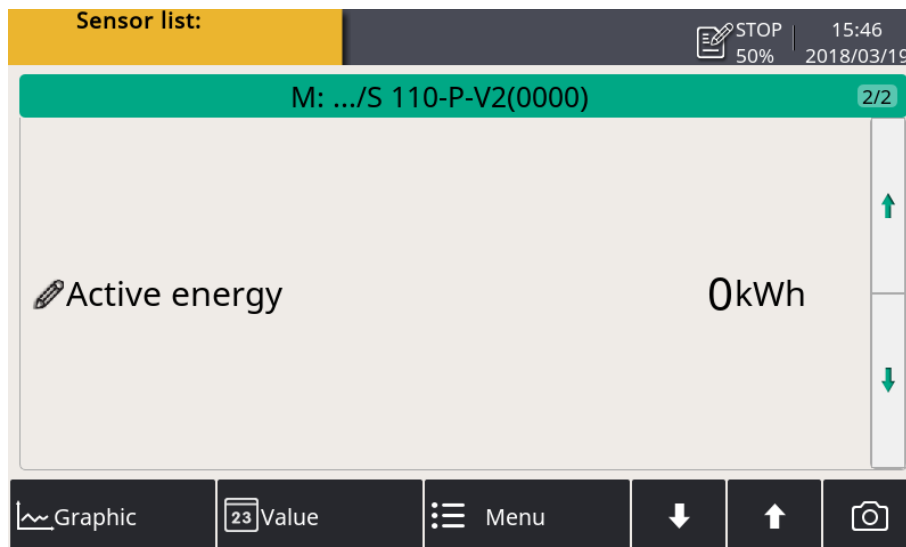 Sensor list:
STOP 15:46
50% 2018/03/19
M: .../S 110-P-V2(0000) 2/2
Active energy 0kWh
Graphic 23 Value Menu